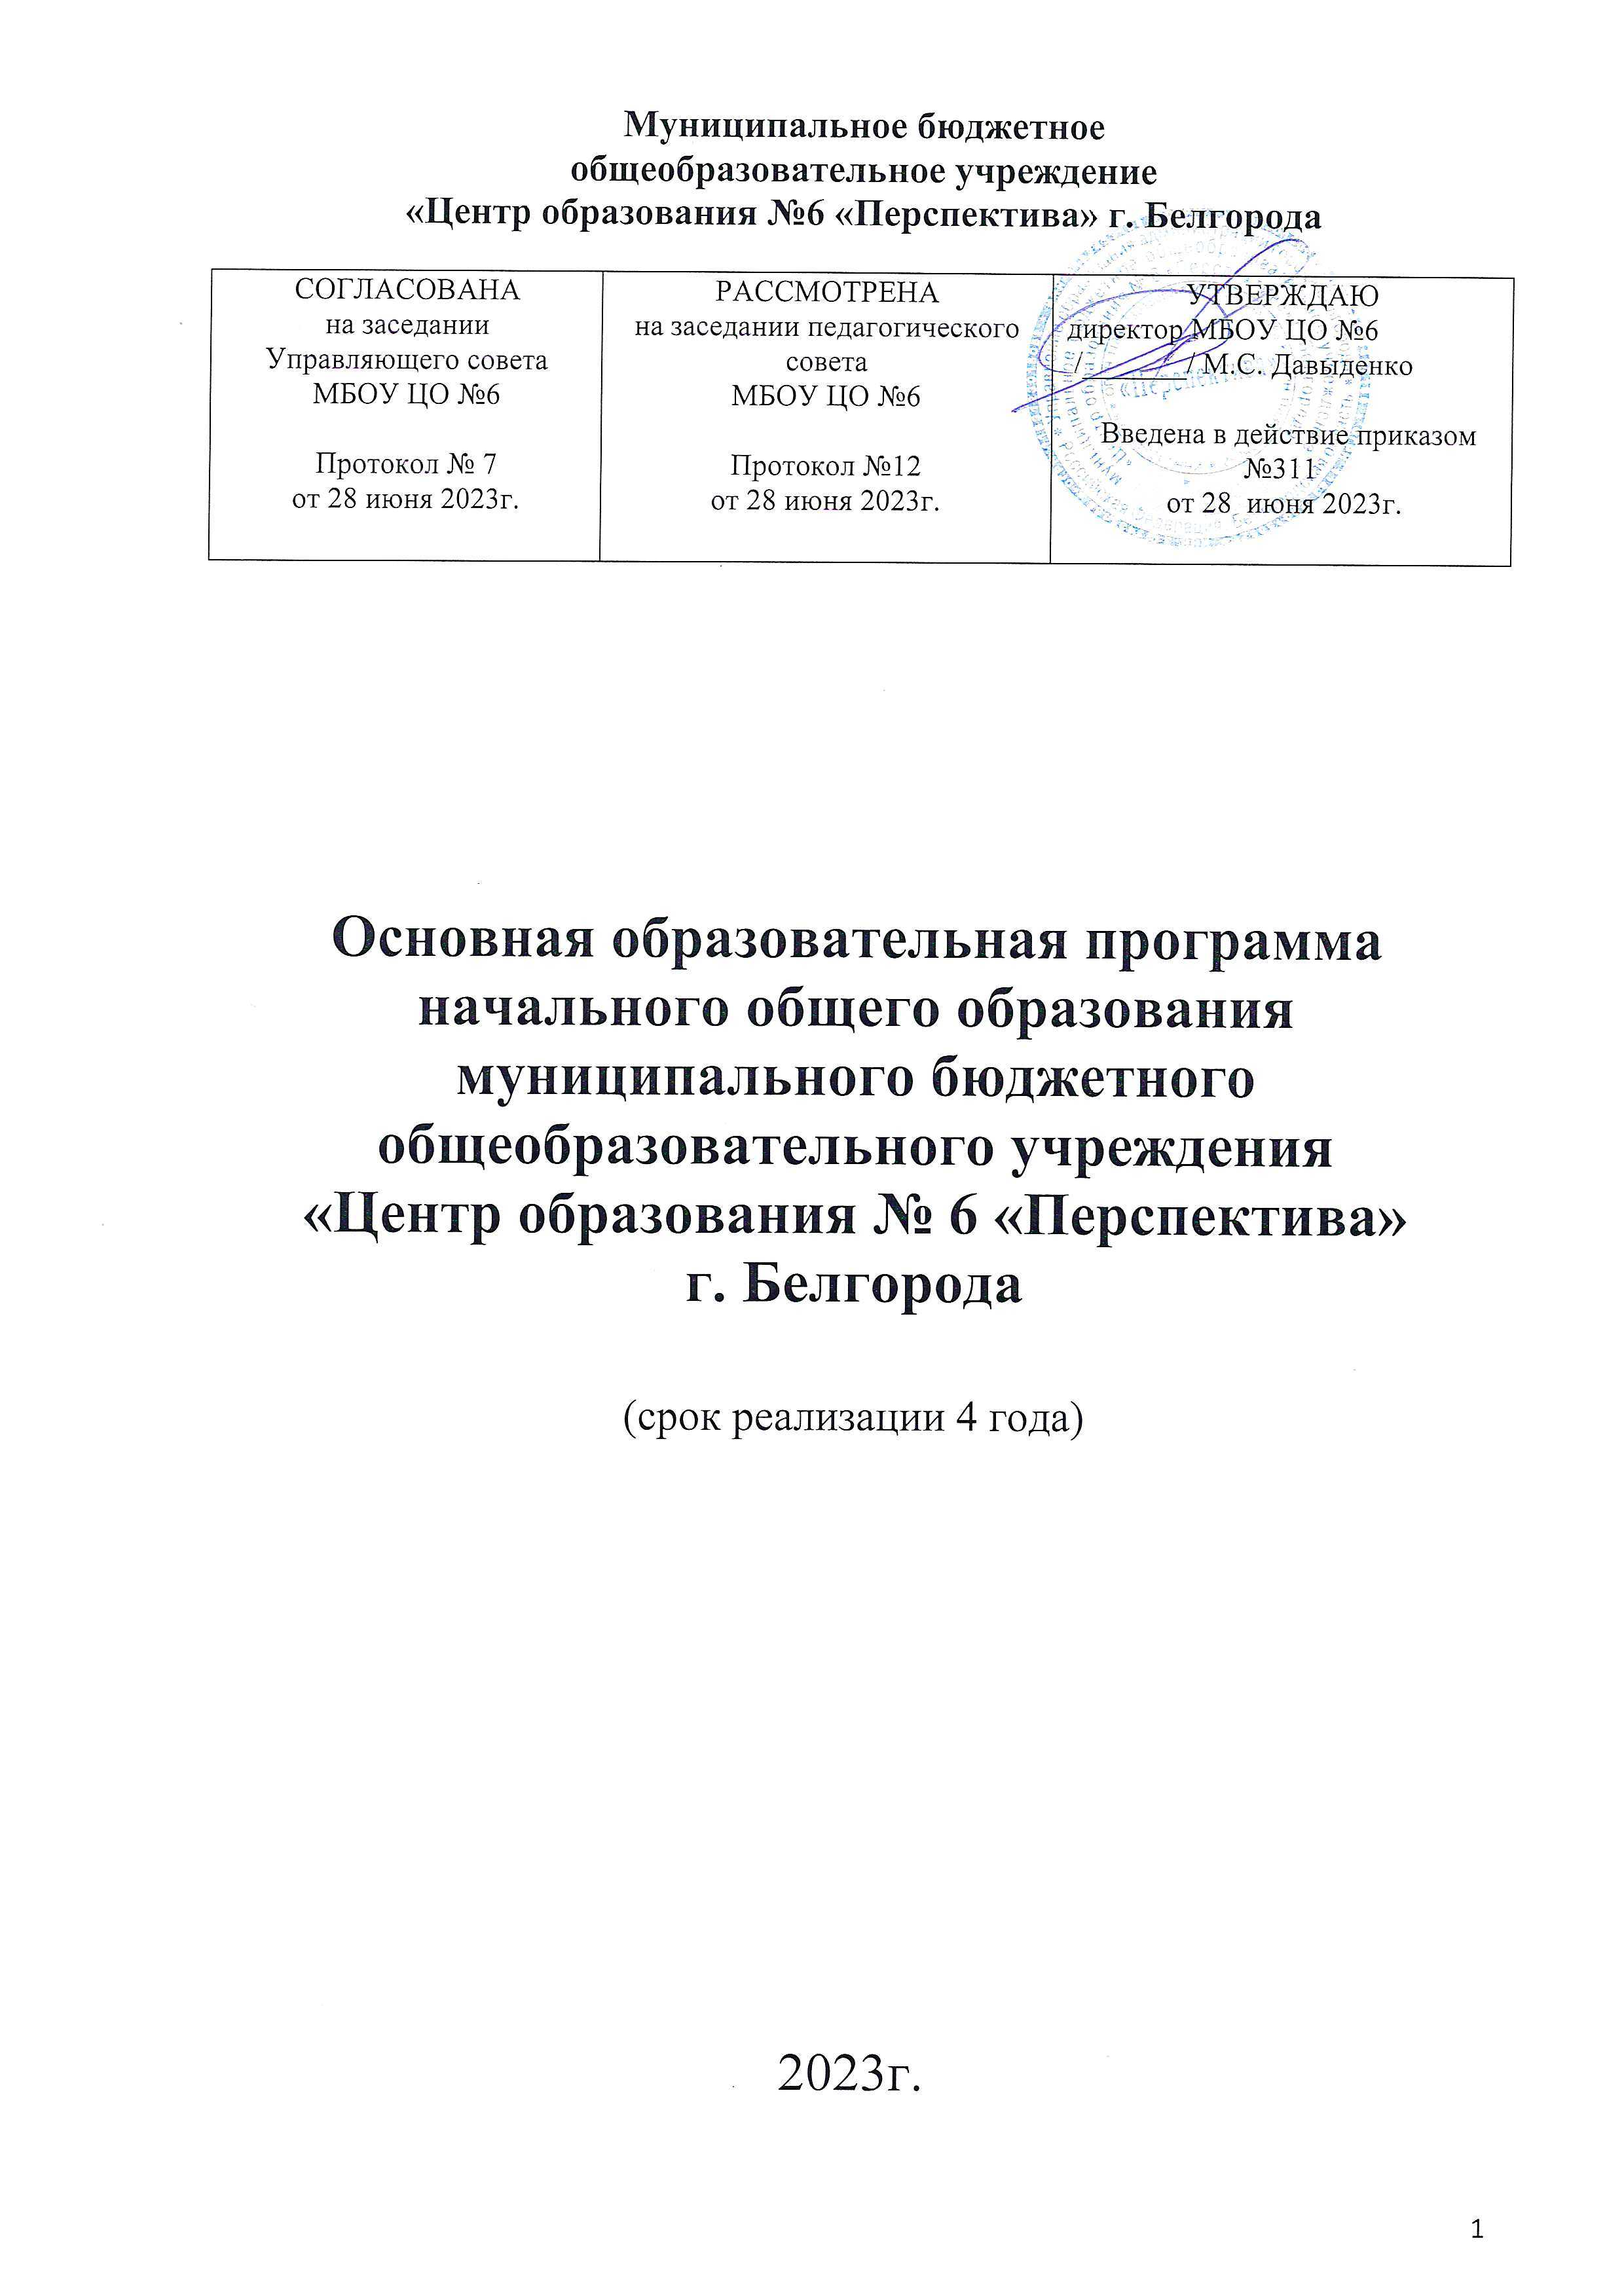 Муниципальное бюджетное
общеобразовательное учреждение
«Центр образования №6 «Перспектива» г. Белгорода
СОГЛАСОВАНА
на заседании
Управляющего совета
МБОУ ЦО №6
Протокол № 7
от 28 июня 2023г.
РАССМОТРЕНА
на заседании педагогического
совета
МБОУ ЦО №6
Протокол №12
от 28 июня 2023г.
УТВЕРЖДАЮ
директор МБОУ ЦО №6
/_______/ М.С. Давыденко
Введена в действие приказом
№311
от 28 июня 2023г.
«Перспектива»
Основная образовательная программа
начального общего образования
муниципального бюджетного
общеобразовательного учреждения
«Центр образования № 6 «Перспектива»
г. Белгорода
(срок реализации 4 года)
2023г.
1